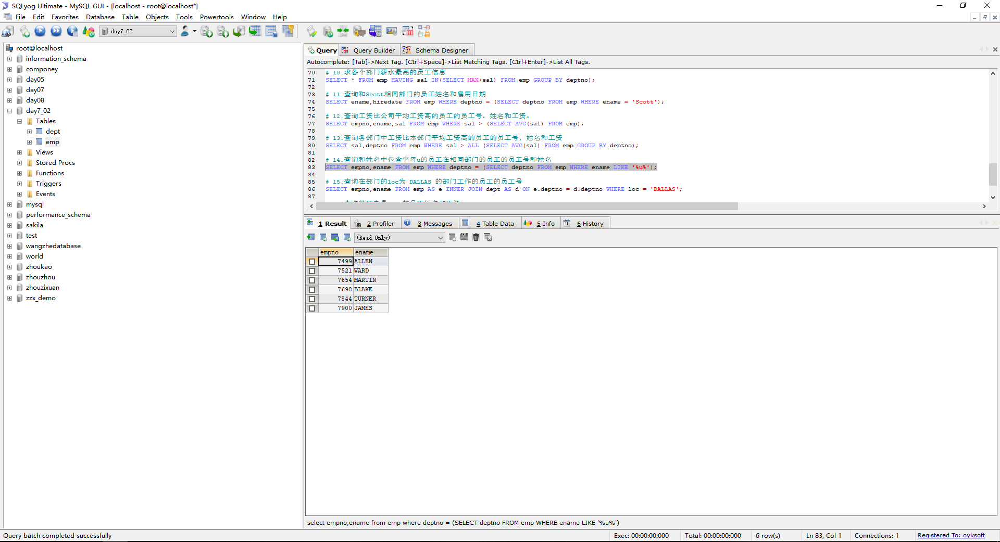 SQLyog Ultimate - MySQL GUI - [localhost - root@localhost*]
File Edit Favorites Database Table Objects Tools Powertools Window Help
day7_02
root@localhost
information_schema
componey
day05
day07
day08
day7_02
Tables
dept
emp
Views
Stored Procs
Functions
Triggers
Events
mysql
performance_schema
sakila
test
wangzhedatabase
world
zhoukao
zhouzhou
zhouzixuan
zzx_demo
Query Query Builder Schema Designer
Autocomplete: [Tab]->Next Tag. [Ctrl+Space]->List Matching Tags. [Ctrl+Enter]->List All Tags.
70 # 10.求各个部门薪水最高的员工信息
71 SELECT * FROM emp HAVING sal IN(SELECT MAX(sal) FROM emp GROUP BY deptno);
72
73 # 11.查询和Scott相同部门的员工姓名和雇用日期
74 SELECT ename,hiredate FROM emp WHERE deptno = (SELECT deptno FROM emp WHERE ename = 'Scott');
75
76 # 12.查询工资比公司平均工资高的员工的员工号，姓名和工资。
77 SELECT empno,ename,sal FROM emp WHERE sal > (SELECT AVG(sal) FROM emp);
78
79 # 13.查询各部门中工资比本部门平均工资高的员工的员工号, 姓名和工资
80 SELECT sal,deptno FROM emp WHERE sal > ALL (SELECT AVG(sal) FROM emp GROUP BY deptno);
81
82 # 14.查询和姓名中包含字母u的员工在相同部门的员工的员工号和姓名
83 SELECT empno,ename FROM emp WHERE deptno = (SELECT deptno FROM emp WHERE ename LIKE '%u%');
84
85 # 15.查询在部门的loc为 DALLAS 的部门工作的员工的员工号
86 SELECT empno,ename FROM emp AS e INNER JOIN dept AS d ON e.deptno = d.deptno WHERE loc = 'DALLAS';
87
1 Result 2 Profiler 3 Messages 4 Table Data 5 Info 6 History
(Read Only)
empno ename
7499 ALLEN
7521 WARD
7654 MARTIN
7698 BLAKE
7844 TURNER
7900 JAMES
select empno,ename from emp where deptno = (SELECT deptno FROM emp WHERE ename LIKE '%u%')
Query batch completed successfully Exec: 00:00:00:000 Total: 00:00:00:000 6 row(s) Ln 83, Col 1 Connections: 1 Registered To: oyksoft